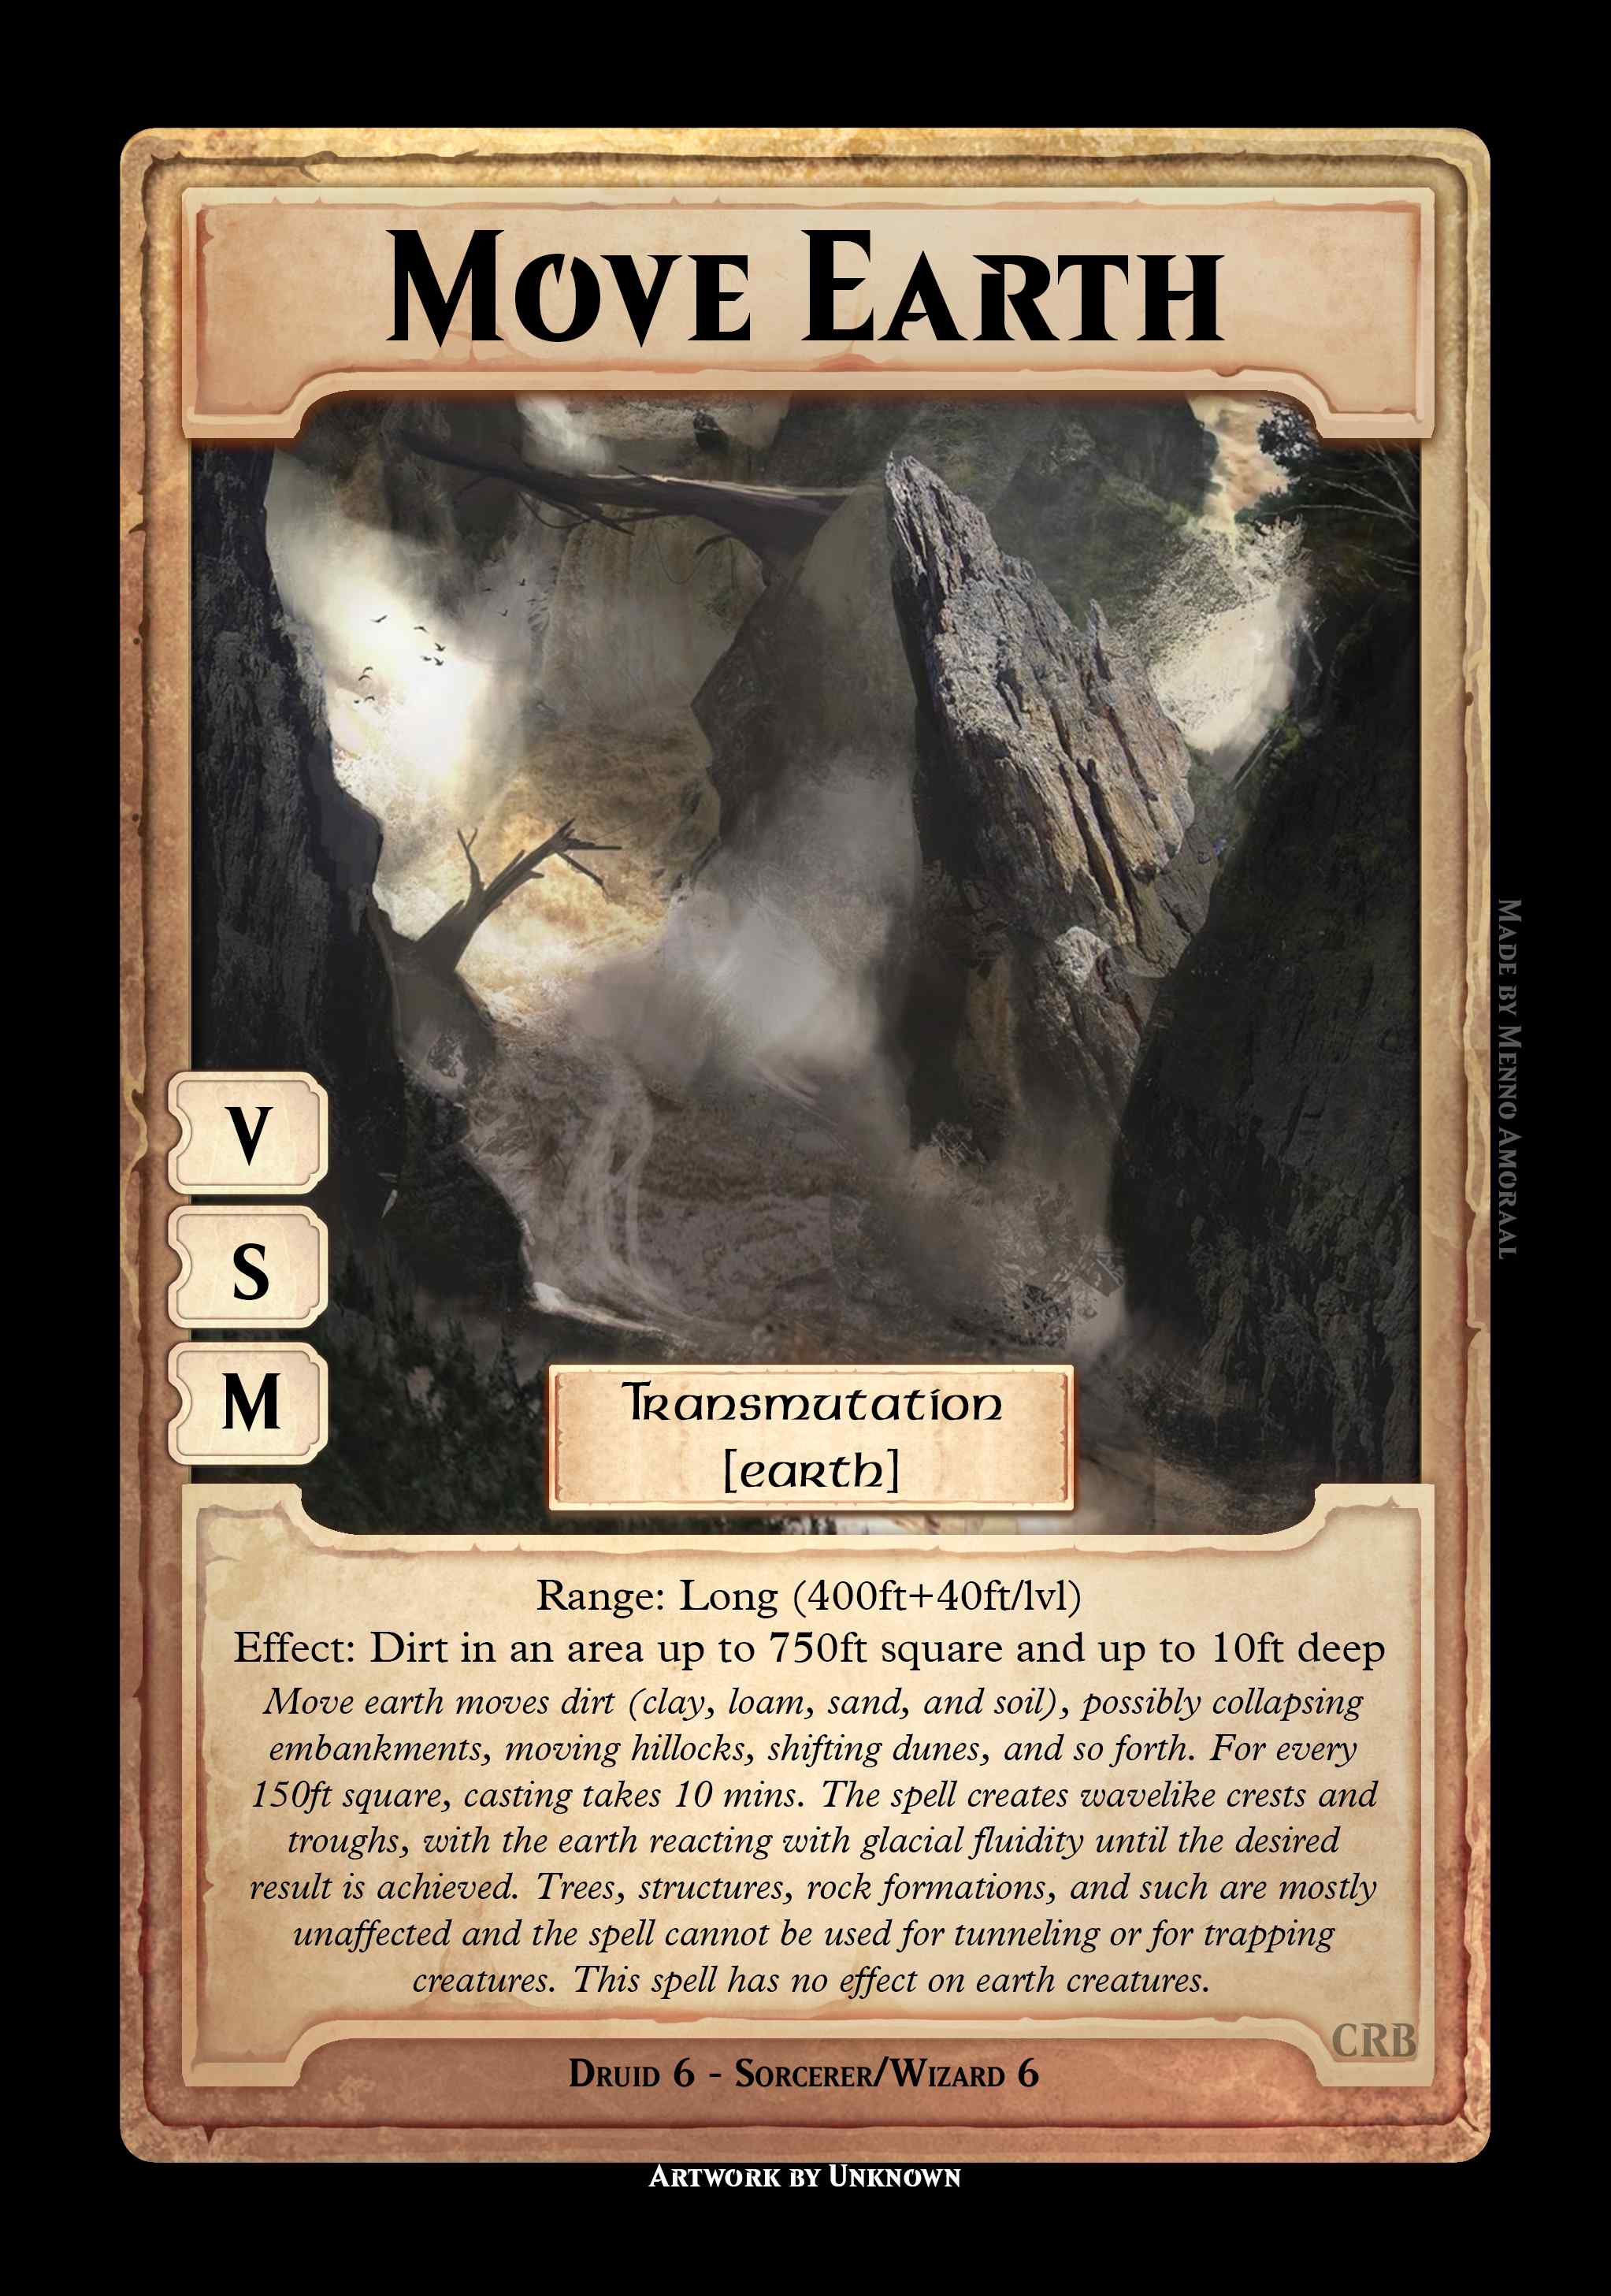 Move Earth
V
S
M
Transmutation
[earth]
Range: Long (400ft+40ft/lvl)
Effect: Dirt in an area up to 750ft square and up to 10ft deep
Move earth moves dirt (clay, loam, sand, and soil), possibly collapsing
embankments, moving hillocks, shifting dunes, and so forth. For every
150ft square, casting takes 10 mins. The spell creates wavelike crests and
troughs, with the earth reacting with glacial fluidity until the desired
result is achieved. Trees, structures, rock formations, and such are mostly
unaffected and the spell cannot be used for tunneling or for trapping
creatures. This spell has no effect on earth creatures.
CRB
Druid 6 - Sorcerer/Wizard 6
Artwork by Unknown
Made by Menno Amoraal